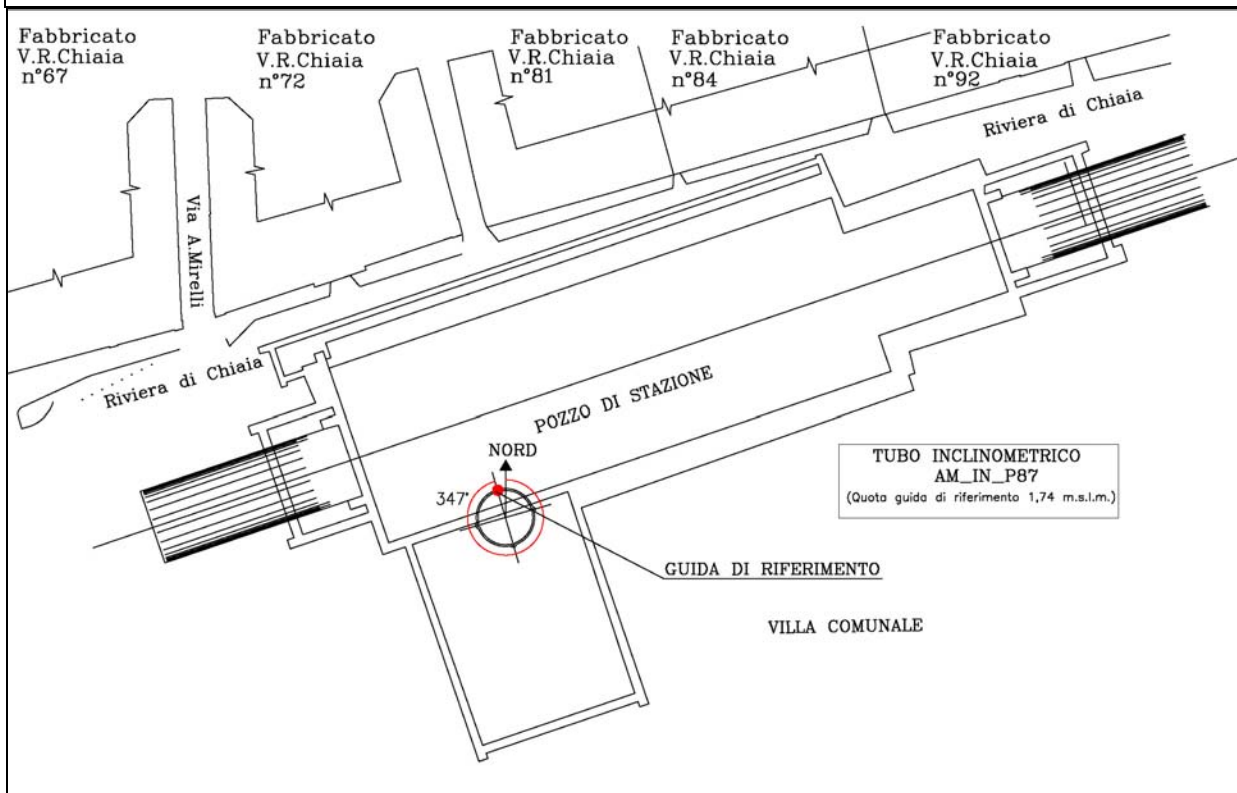 Fabbricato
V.R.Chiaia
n°67
Fabbricato
V.R.Chiaia
n°72
Fabbricato
V.R.Chiaia
n°81
Fabbricato
V.R.Chiaia
n°84
Fabbricato
V.R.Chiaia
n°92
Riviera di Chiaia
Via A.Mirelli
Riviera di Chiaia
POZZO DI STAZIONE
NORD
347°
TUBO INCLINOMETRICO
AM_IN_P87
(Quota guida di riferimento 1,74 m.s.l.m.)
GUIDA DI RIFERIMENTO
VILLA COMUNALE